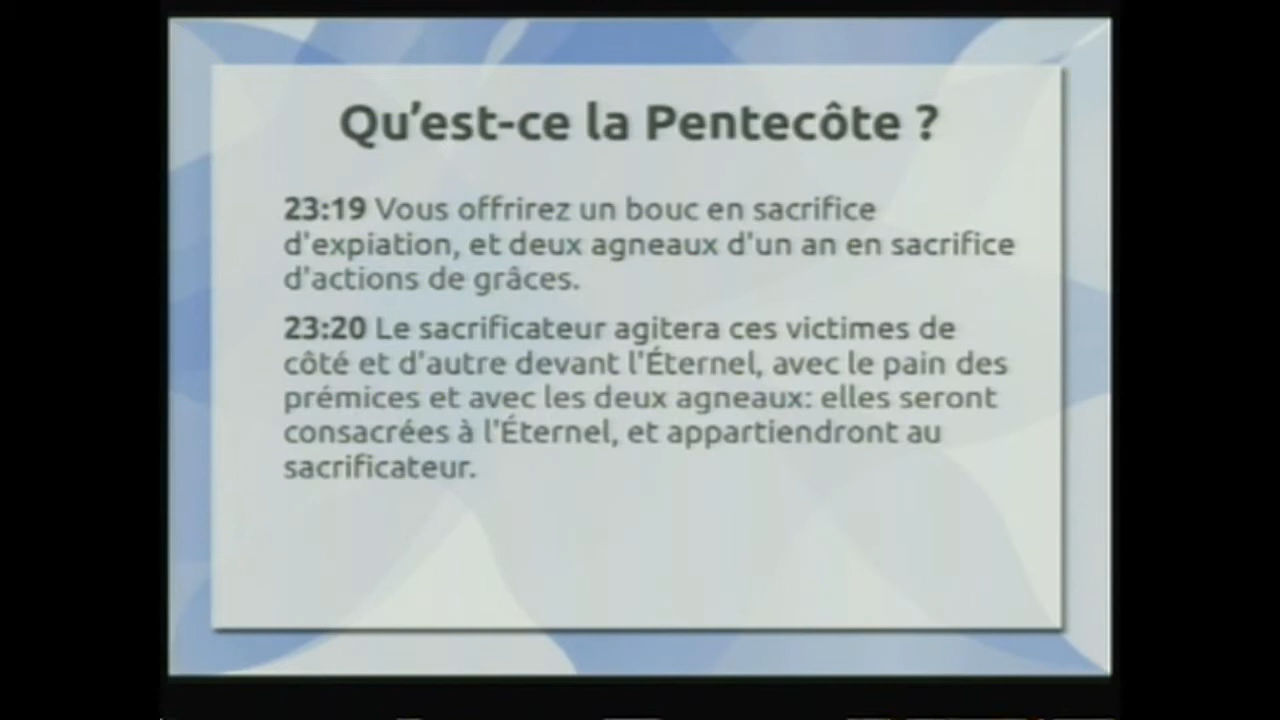 Qu’est-ce la Pentecôte ?
23:19 Vous offrirez un bouc en sacrifice
d'expiation, et deux agneaux d'un an en sacrifice
d'actions de grâces.
23:20 Le sacrificateur agitera ces victimes de
côté et d'autre devant l'Éternel, avec le pain des
prémices et avec les deux agneaux: elles seront
consacrées à l'Éternel, et appartiendront au
sacrificateur.